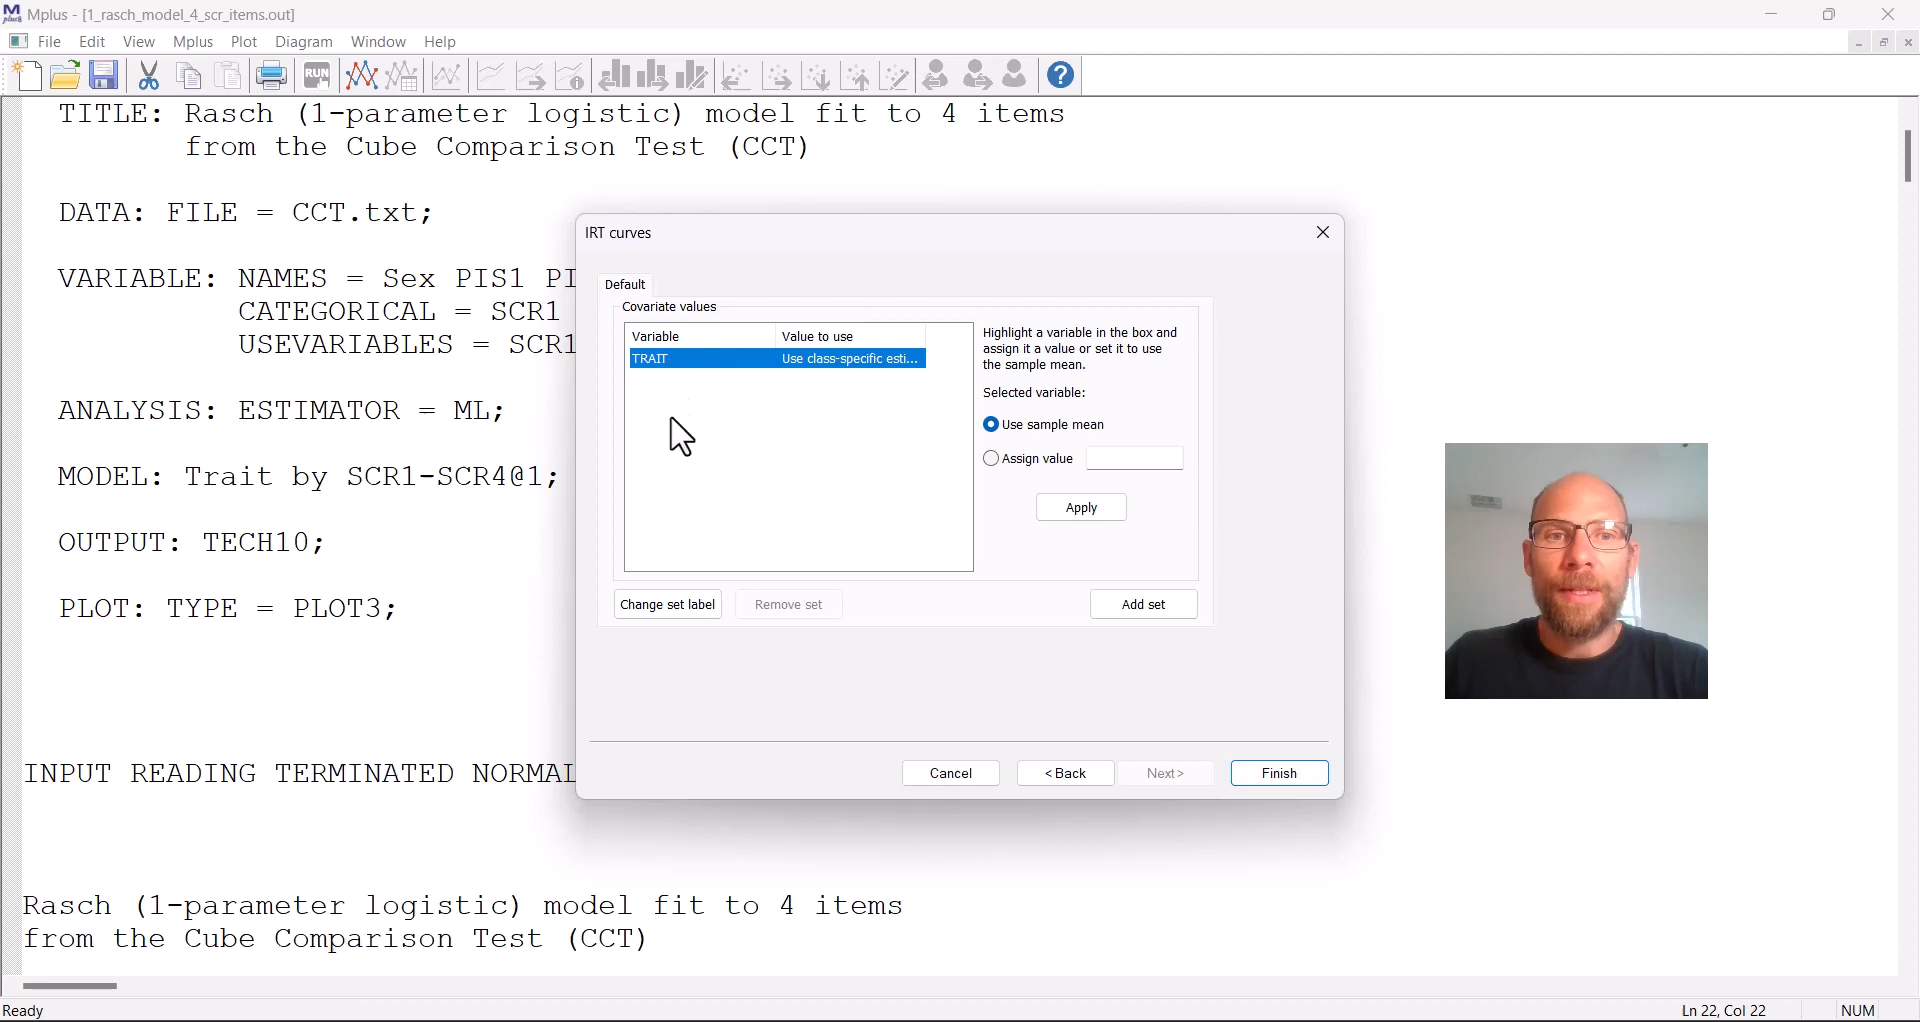 Mplus - [1_rasch_model_4_scr_items.out]
File Edit View Mplus Plot Diagram Window Help
RUN
TITLE: Rasch (1-parameter logistic) model fit to 4 items
from the Cube Comparison Test (CCT)
DATA: FILE = CCT.txt;
VARIABLE: NAMES = Sex PIS1
CATEGORICAL = SCR1
USEVARIABLES =
ANALYSIS: ESTIMATOR = ML;
MODEL: Trait by SCR1-SCR4@1;
OUTPUT: TECH10;
PLOT: TYPE = PLOT3;
INPUT READING TERMINATED
Rasch (1-parameter logistic) model fit to 4 items
from the Cube Comparison Test (CCT)
IRT curves
Default
Covariate values
Variable Value to use
TRAIT Use class-specific esti...
Highlight a variable in the box and
assign it a value or set it to use
the sample mean.
Selected variable:
Use sample mean
Assign value
Apply
Change set label Remove set Add set
Cancel < Back Next > Finish
Ready Ln 22, Col 22 NUM